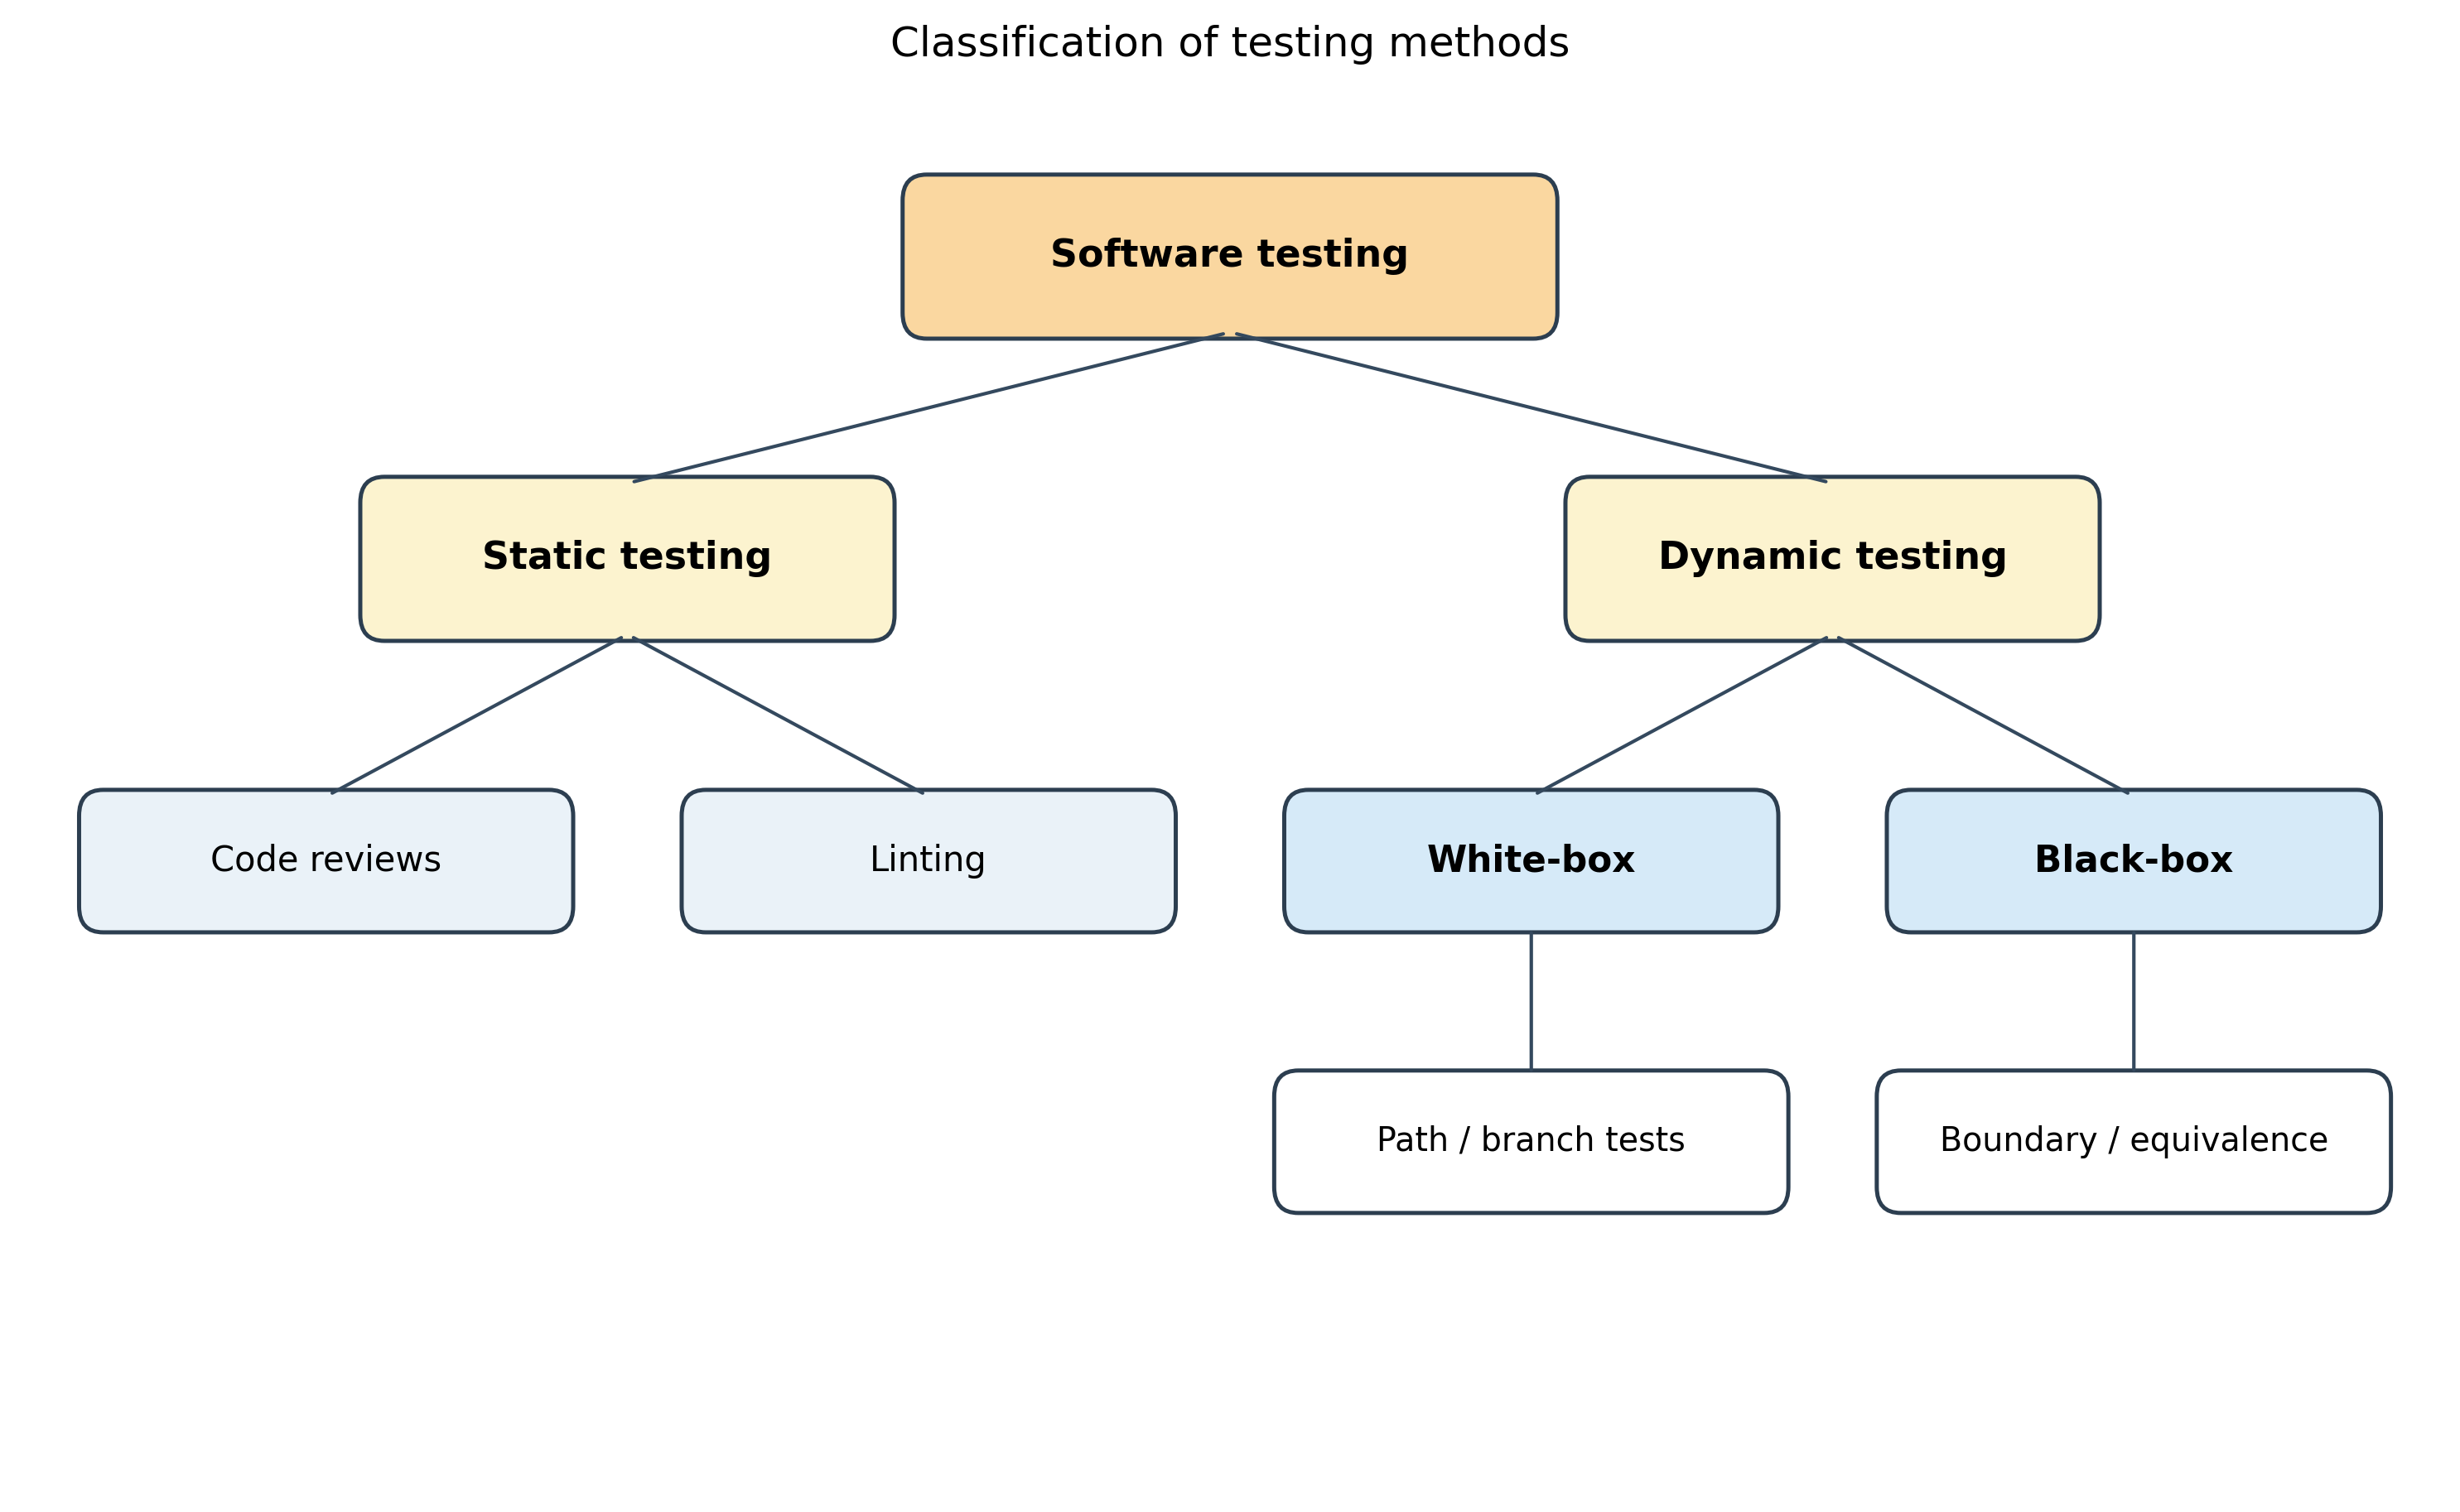 Classification of testing methods
Software testing
Static testing
Dynamic testing
Code reviews
Linting
White-box
Black-box
Path / branch tests
Boundary / equivalence